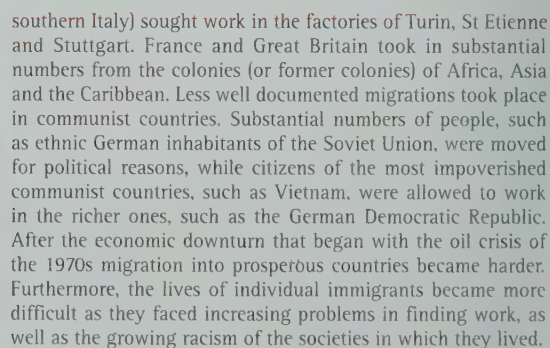 southern Italy) sought work in the factories of Turin, St Etienne
and Stuttgart. France and Great Britain took in substantial
numbers from the colonies (or former colonies) of Africa, Asia
and the Caribbean. Less well documented migrations took place
in communist countries. Substantial numbers of people, such
as ethnic German inhabitants of the Soviet Union, were moved
for political reasons, while citizens of the most impoverished
communist countries, such as Vietnam, were allowed to work
in the richer ones, such as the German Democratic Republic.
After the economic downturn that began with the oil crisis of
the 1970s migration into prosperous countries became harder.
Furthermore, the lives of individual immigrants became more
difficult as they faced increasing problems in finding work, as
well as the growing racism of the societies in which they lived.